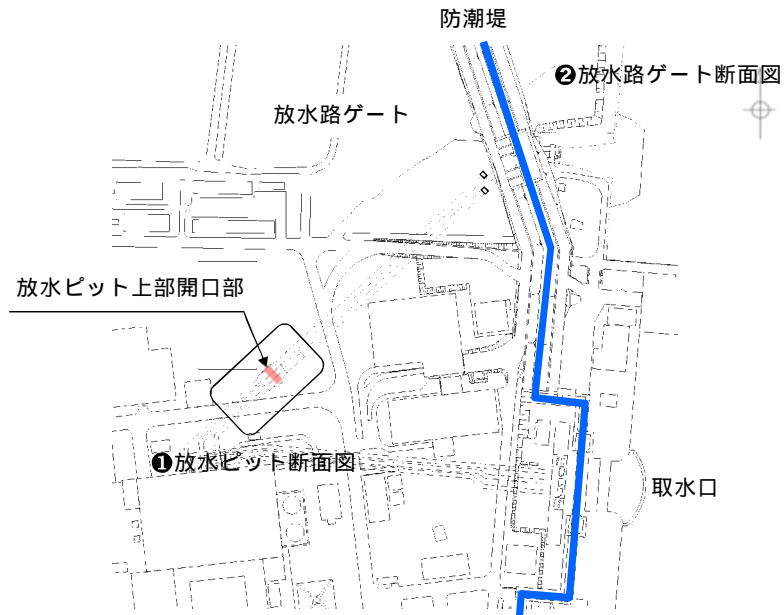 防潮堤
❷放水路ゲート断面図
放水路ゲート
放水ピット上部開口部
❶放水ピット断面図
取水口